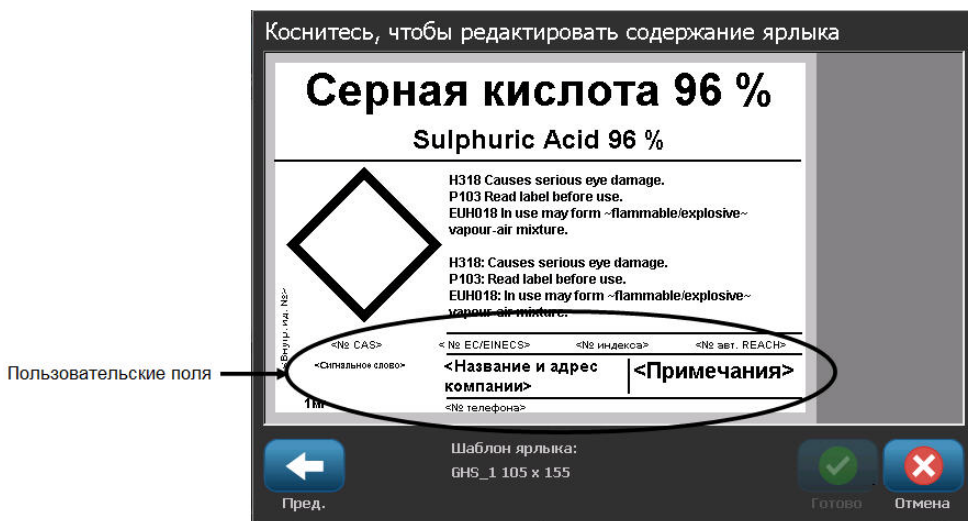 Коснитесь, чтобы редактировать содержание ярлыка
Серная кислота 96 %
Sulphuric Acid 96 %
H318 Causes serious eye damage.
P103 Read label before use.
EUH018 In use may form ~flammable/explosive~
vapour-air mixture.
H318: Causes serious eye damage.
P103: Read label before use.
EUH018: In use may form ~flammable/explosive~
vapour-air mixture.
<Внутр. ид. №>
<№ CAS>
< № EC/EINECS>
<№ индекса>
<№ авт. REACH>
Пользовательские поля
<Сигнальное слово>
<Название и адрес
компании>
<Примечания>
<№ телефона>
Шаблон ярлыка:
GHS_1 105 x 155
Пред.
Готово
Отмена